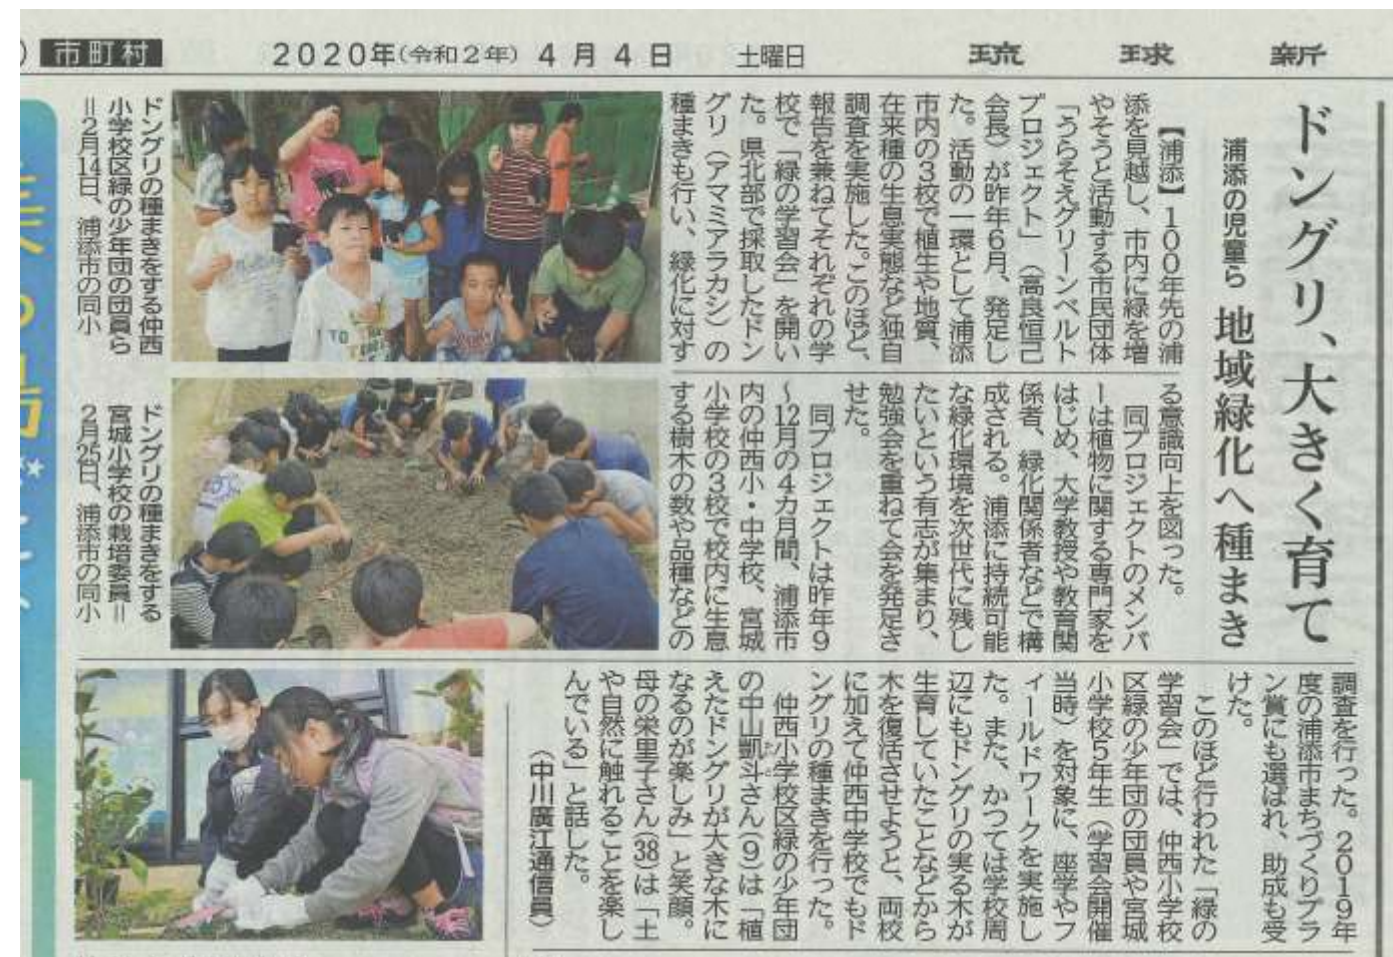 市町村
2020年(令和2年) 4月4日
土曜日
琉球新
ドングリ、大きく育て
浦添の児童ら
地域緑化へ種まき
【浦添】100年先の浦
添を見越し、市内に緑を増
やそうと活動する市民団体
「うらそえグリーンベルト
プロジェクト」(高良恒己
会長)が昨年6月、発足し
た。活動の一環として浦添
市内の3校で植生や地質、
在来種の生息実態など独自
調査を実施した。このほど、
報告を兼ねてそれぞれの学
校で「緑の学習会」を開い
た。県北部で採取したドン
グリ(アマミアラカシ)の
種まきも行い、緑化に対す
る意識向上を図った。
同プロジェクトのメンバ
ーは植物に関する専門家を
はじめ、大学教授や教育関
係者、緑化関係者などで構
成される。浦添に持続可能
な緑化環境を次世代に残し
たいという有志が集まり、
勉強会を重ねて会を発足さ
せた。
同プロジェクトは昨年9
～12月の4カ月間、浦添市
内の仲西小・中学校、宮城
小学校の3校で校内に生息
する樹木の数や品種などの
調査を行った。2019年
度の浦添市まちづくりプラ
ン賞にも選ばれ、助成も受
けた。
このほど行われた「緑の
学習会」では、仲西小学校
区緑の少年団の団員や宮城
小学校5年生(学習会開催
当時)を対象に、座学やフ
ィールドワークを実施し
た。また、かつては学校周
辺にもドングリの実る木が
生育していたことなどから
木を復活させようと、両校
に加えて仲西中学校でもド
ングリの種まきを行った。
仲西小学校区緑の少年団
の中山凱斗さん(9)は「植
えたドングリが大きな木に
なるのが楽しみ」と笑顔。
母の栄里子さん(38)は「土
や自然に触れることを楽し
んでいる」と話した。
(中川廣江通信員)
ドングリの種まきをする仲西
小学校区緑の少年団の団員ら
＝2月14日、浦添市の同小
ドングリの種まきをする
宮城小学校の栽培委員＝
2月25日、浦添市の同小